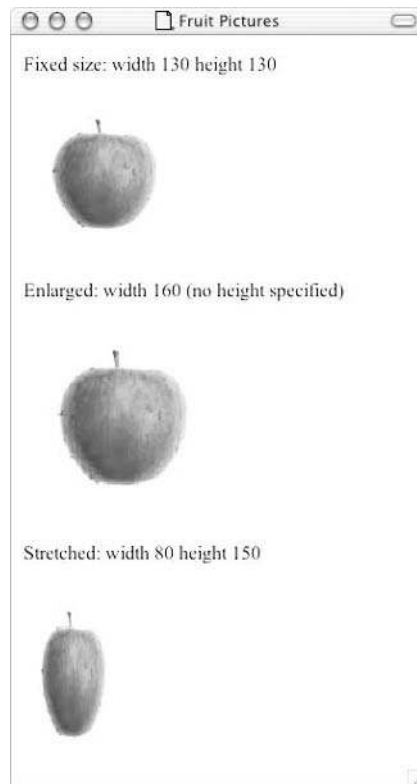 Fruit Pictures
Fixed size: width 130 height 130
Enlarged: width 160 (no height specified)
Stretched: width 80 height 150